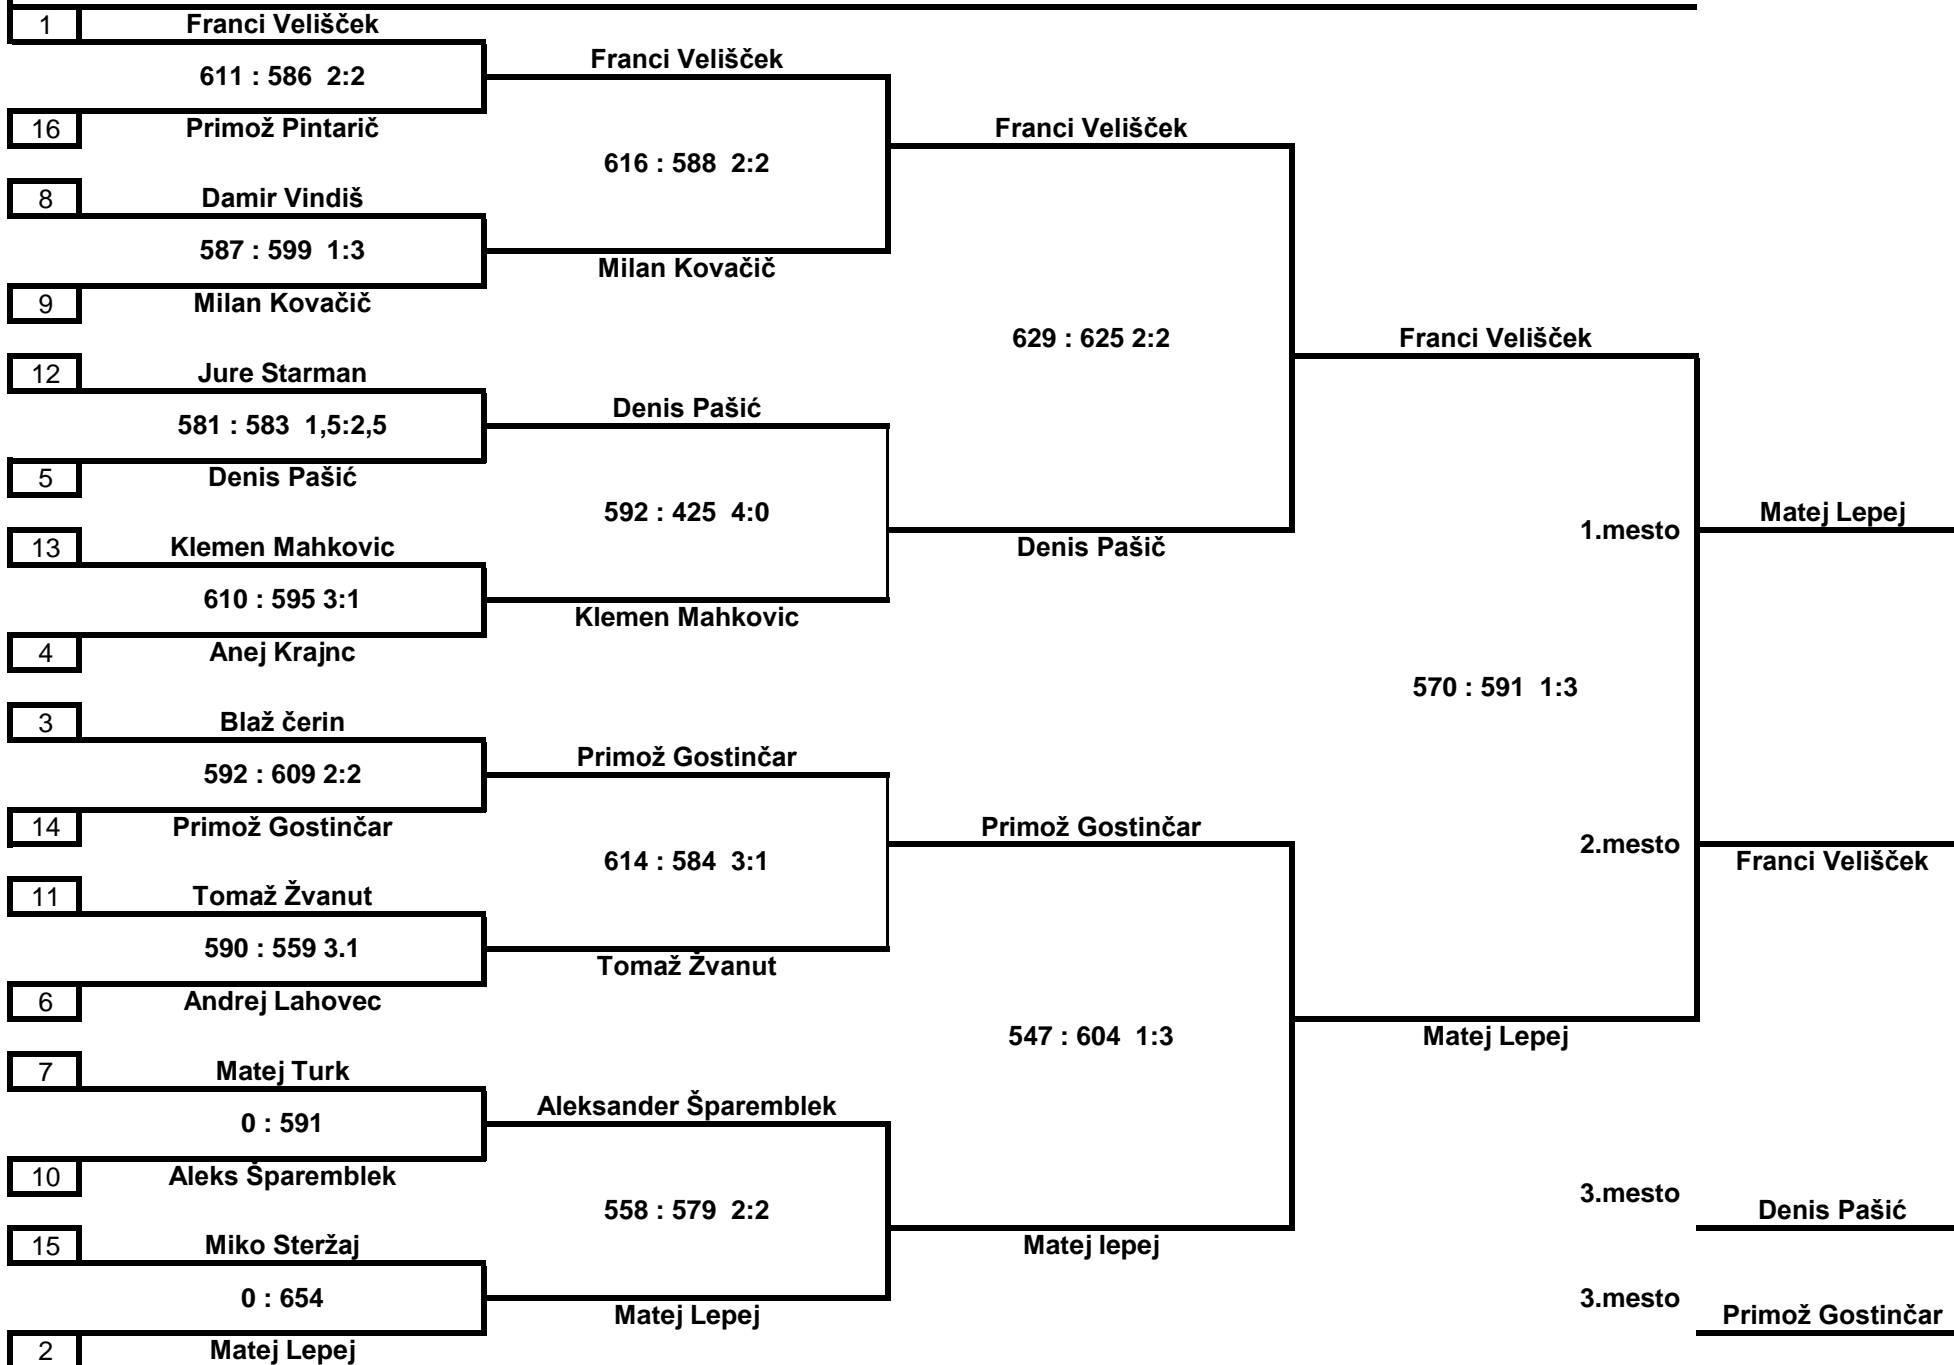 1 Franci Velišček
Franci Velišček
611 : 586 2:2
16 Primož Pintarič
Franci Velišček
616 : 588 2:2
8 Damir Vindiš
587 : 599 1:3
Milan Kovačič
9 Milan Kovačič
629 : 625 2:2
Franci Velišček
12 Jure Starman
Denis Pašić
581 : 583 1,5:2,5
5 Denis Pašić
592 : 425 4:0
1.mesto
Matej Lepej
13 Klemen Mahkovic
Denis Pašič
610 : 595 3:1
Klemen Mahkovic
4 Anej Krajnc
570 : 591 1:3
3 Blaž čerin
Primož Gostinčar
592 : 609 2:2
14 Primož Gostinčar
Primož Gostinčar
2.mesto
614 : 584 3:1
Franci Velišček
11 Tomaž Žvanut
590 : 559 3.1
Tomaž Žvanut
6 Andrej Lahovec
547 : 604 1:3
Matej Lepej
7 Matej Turk
Aleksander Šparemblek
0 : 591
10 Aleks Šparemblek
3.mesto
558 : 579 2:2
Denis Pašić
15 Miko Steržaj
Matej lepej
0 : 654
3.mesto
Matej Lepej
Primož Gostinčar
2 Matej Lepej